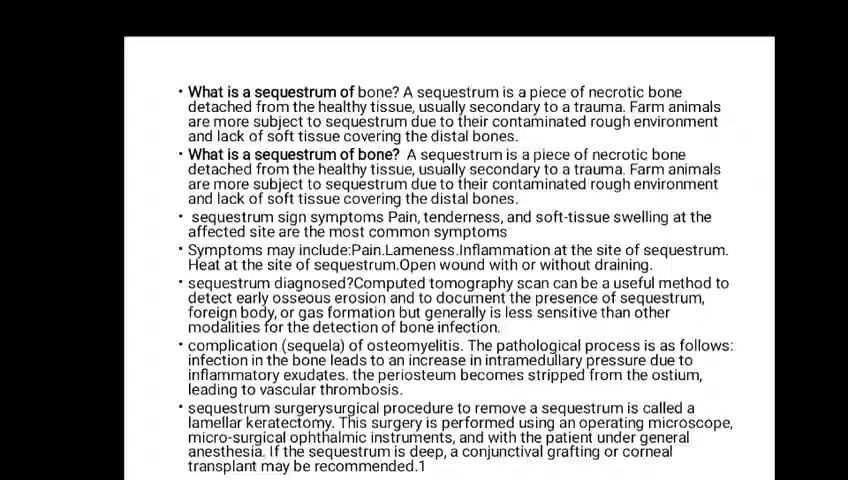 • What is a sequestrum of bone? A sequestrum is a piece of necrotic bone
detached from the healthy tissue, usually secondary to a trauma. Farm animals
are more subject to sequestrum due to their contaminated rough environment
and lack of soft tissue covering the distal bones.
• What is a sequestrum of bone? A sequestrum is a piece of necrotic bone
detached from the healthy tissue, usually secondary to a trauma. Farm animals
are more subject to sequestrum due to their contaminated rough environment
and lack of soft tissue covering the distal bones.
• sequestrum sign symptoms Pain, tenderness, and soft-tissue swelling at the
affected site are the most common symptoms
• Symptoms may include:Pain.Lameness.Inflammation at the site of sequestrum.
Heat at the site of sequestrum.Open wound with or without draining.
• sequestrum diagnosed?Computed tomography scan can be a useful method to
detect early osseous erosion and to document the presence of sequestrum,
foreign body, or gas formation but generally is less sensitive than other
modalities for the detection of bone infection.
• complication (sequela) of osteomyelitis. The pathological process is as follows:
infection in the bone leads to an increase in intramedullary pressure due to
inflammatory exudates. the periosteum becomes stripped from the ostium,
leading to vascular thrombosis.
• sequestrum surgerysurgical procedure to remove a sequestrum is called a
lamellar keratectomy. This surgery is performed using an operating microscope,
micro-surgical ophthalmic instruments, and with the patient under general
anesthesia. If the sequestrum is deep, a conjunctival grafting or corneal
transplant may be recommended.1